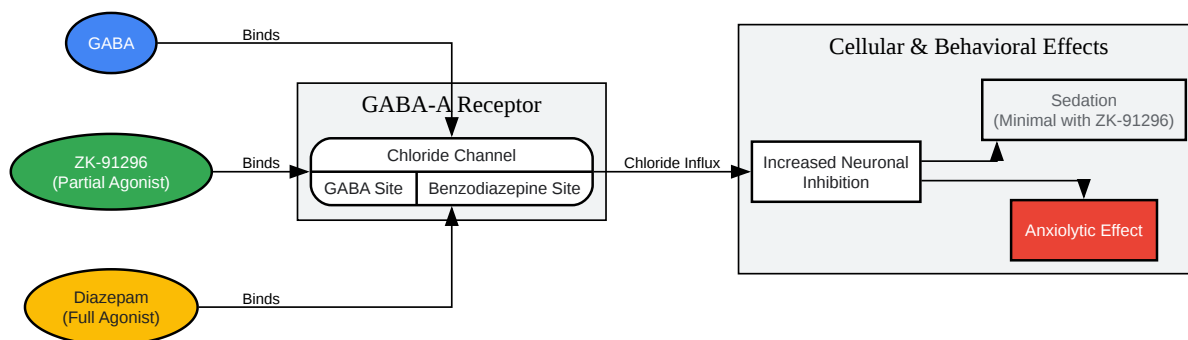 GABA
Binds
GABA-A Receptor
Chloride Channel
GABA Site
Benzodiazepine Site
ZK-91296
(Partial Agonist)
Binds
Diazepam
(Full Agonist)
Binds
Chloride Influx
Cellular & Behavioral Effects
Increased Neuronal
Inhibition
Sedation
(Minimal with ZK-91296)
Anxiolytic Effect